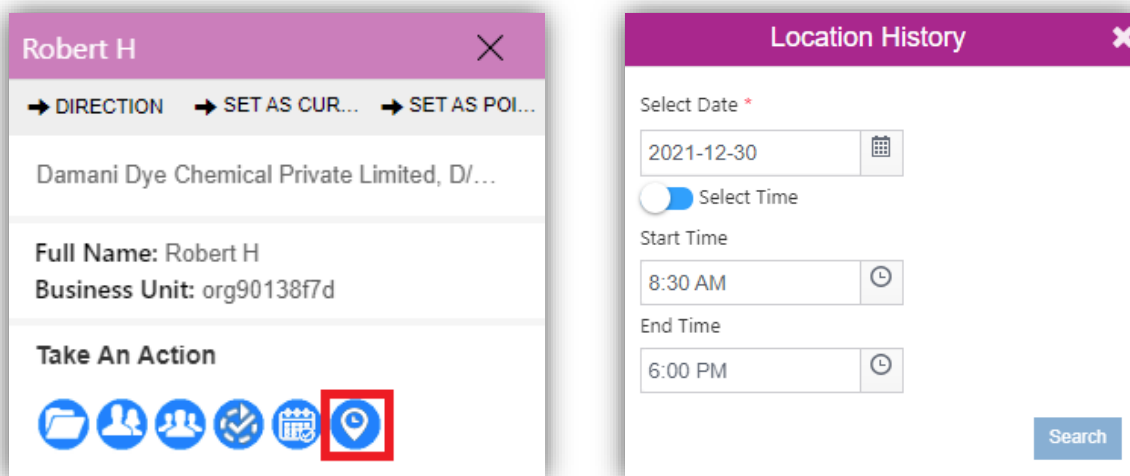 Robert H
DIRECTION SET AS CUR... SET AS POI...
Damani Dye Chemical Private Limited, D/...
Full Name: Robert H
Business Unit: org90138f7d
Take An Action
Location History
Select Date *
2021-12-30
Select Time
Start Time
8:30 AM
End Time
6:00 PM
Search